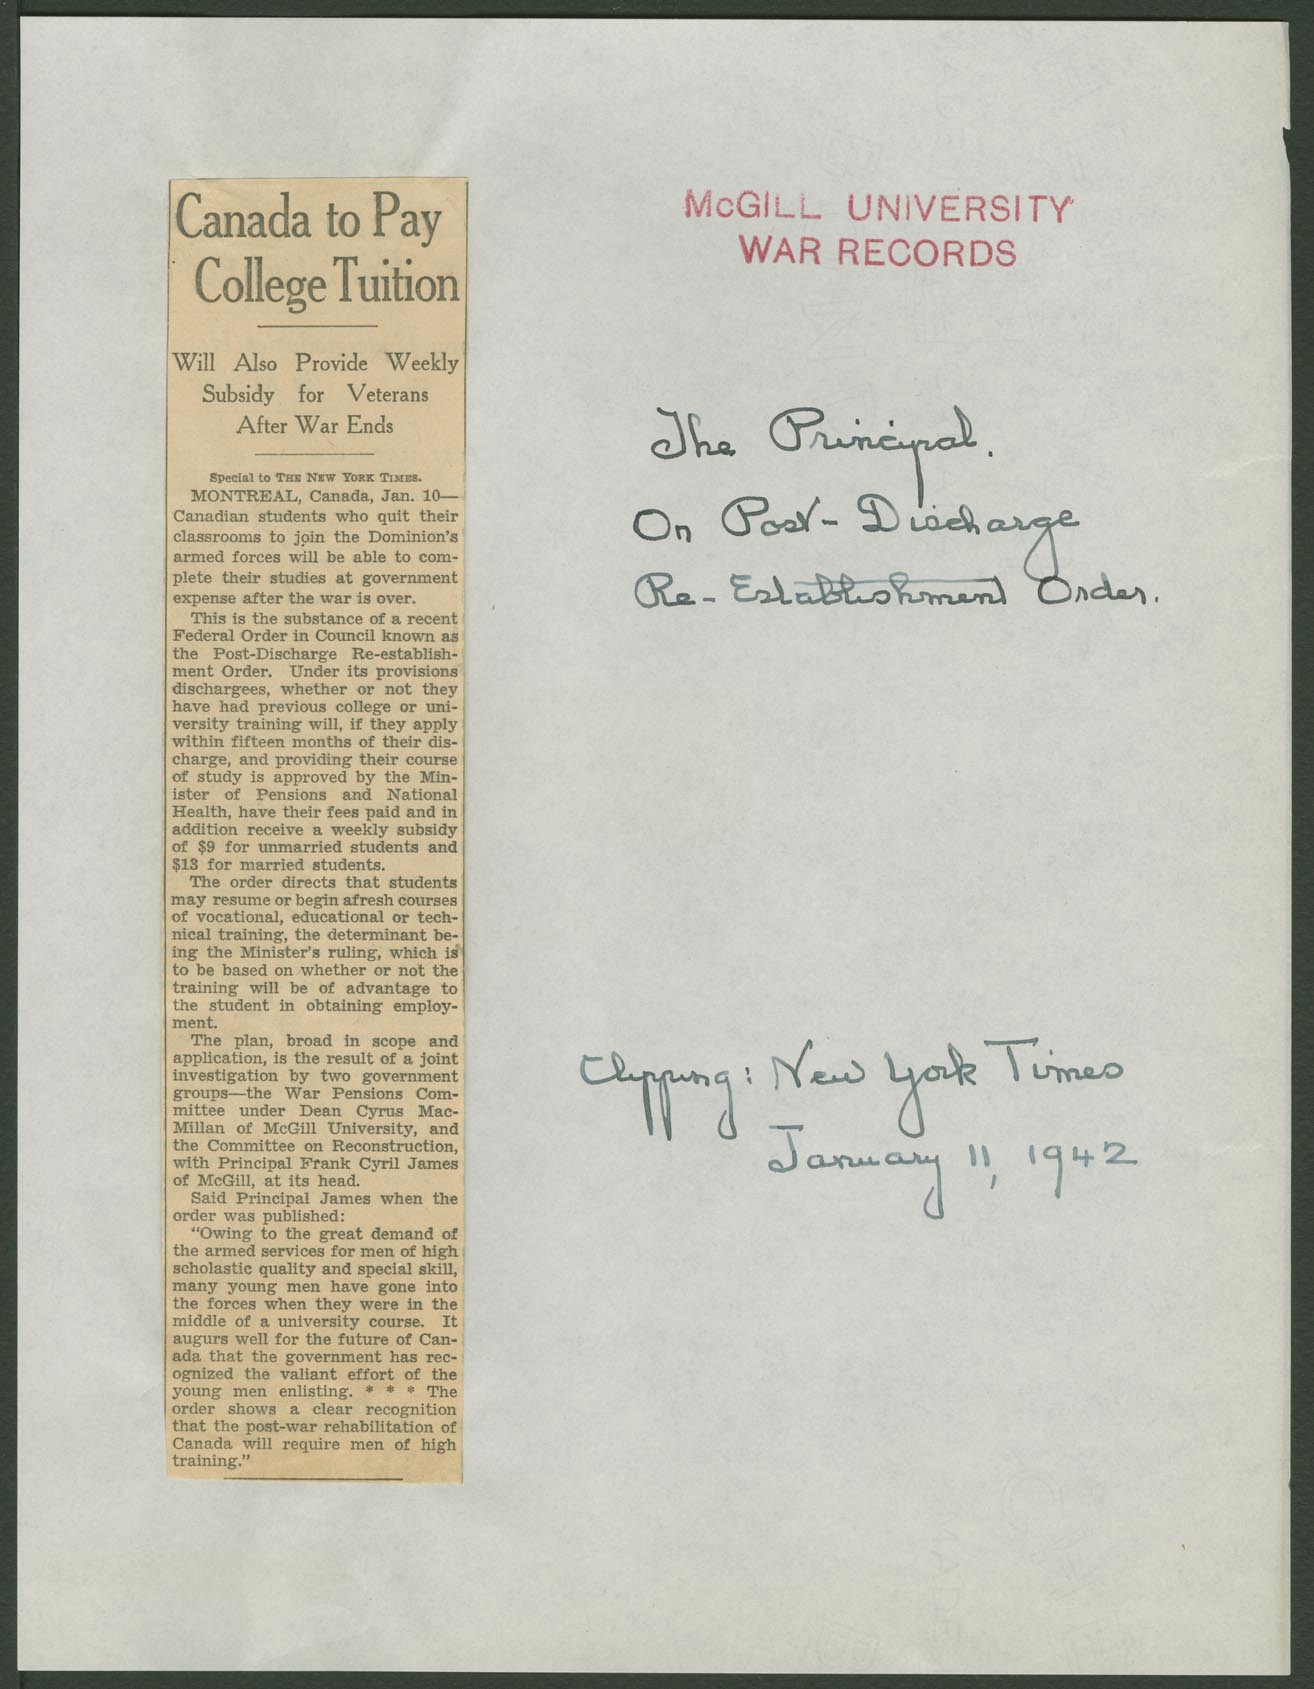 Canada to Pay
College Tuition
Will Also Provide Weekly
Subsidy for Veterans
After War Ends
Special to THE NEW YORK TIMES.
MONTREAL, Canada, Jan. 10—
Canadian students who quit their
classrooms to join the Dominion's
armed forces will be able to com-
plete their studies at government
expense after the war is over.
This is the substance of a recent
Federal Order in Council known as
the Post-Discharge Re-establish-
ment Order. Under its provisions
dischargees, whether or not they
have had previous college or uni-
versity training will, if they apply
within fifteen months of their dis-
charge, and providing their course
of study is approved by the Min-
ister of Pensions and National
Health, have their fees paid and in
addition receive a weekly subsidy
of $9 for unmarried students and
$13 for married students.
The order directs that students
may resume or begin afresh courses
of vocational, educational or tech-
nical training, the determinant be-
ing the Minister's ruling, which is
to be based on whether or not the
training will be of advantage to
the student in obtaining employ-
ment.
The plan, broad in scope and
application, is the result of a joint
investigation by two government
groups—the War Pensions Com-
mittee under Dean Cyrus Mac-
Millan of McGill University, and
the Committee on Reconstruction,
with Principal Frank Cyril James
of McGill, at its head.
Said Principal James when the
order was published:
"Owing to the great demand of
the armed services for men of high
scholastic quality and special skill,
many young men have gone into
the forces when they were in the
middle of a university course. It
augurs well for the future of Can-
ada that the government has rec-
ognized the valiant effort of the
young men enlisting. * * * The
order shows a clear recognition
that the post-war rehabilitation of
Canada will require men of high
training."
McGILL UNIVERSITY
WAR RECORDS
The Principal.
On Post-Discharge
Re-Establishment Order.
Clipping: New York Times
January 11, 1942